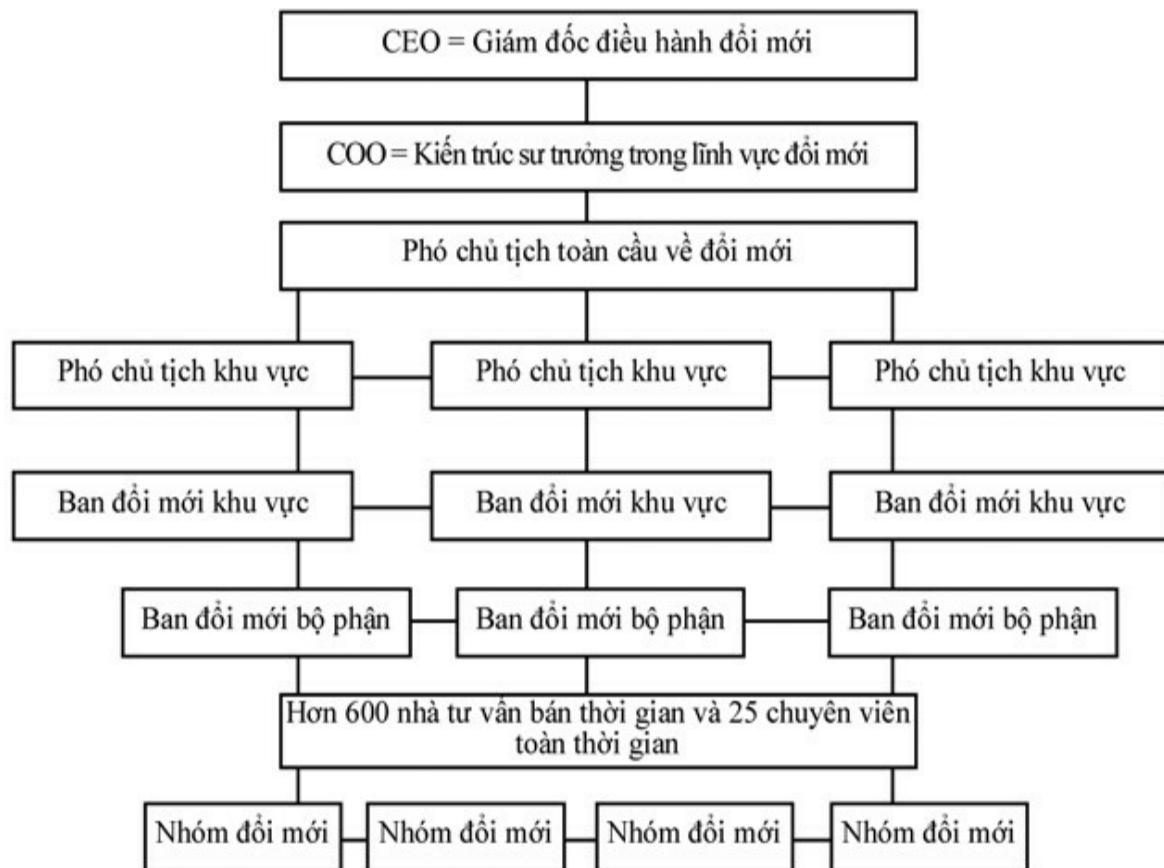 CEO = Giám đốc điều hành đổi mới
COO = Kiến trúc sư trưởng trong lĩnh vực đổi mới
Phó chủ tịch toàn cầu về đổi mới
Phó chủ tịch khu vực
Phó chủ tịch khu vực
Phó chủ tịch khu vực
Ban đổi mới khu vực
Ban đổi mới khu vực
Ban đổi mới khu vực
Ban đổi mới bộ phận
Ban đổi mới bộ phận
Ban đổi mới bộ phận
Hơn 600 nhà tư vấn bán thời gian và 25 chuyên viên
toàn thời gian
Nhóm đổi mới
Nhóm đổi mới
Nhóm đổi mới
Nhóm đổi mới